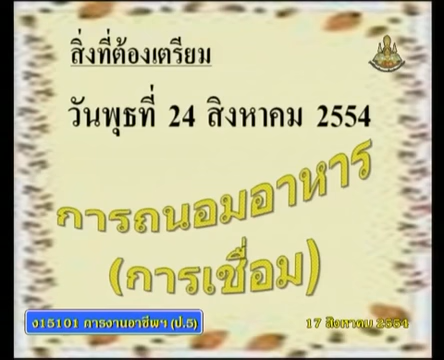 สิ่งที่ต้องเตรียม
วันพุธที่ 24 สิงหาคม 2554
การถนอมอาหาร
(การเชื่อม)
ง15101 การงานอาชีพฯ (ป.5)
17 สิงหาคม 2554